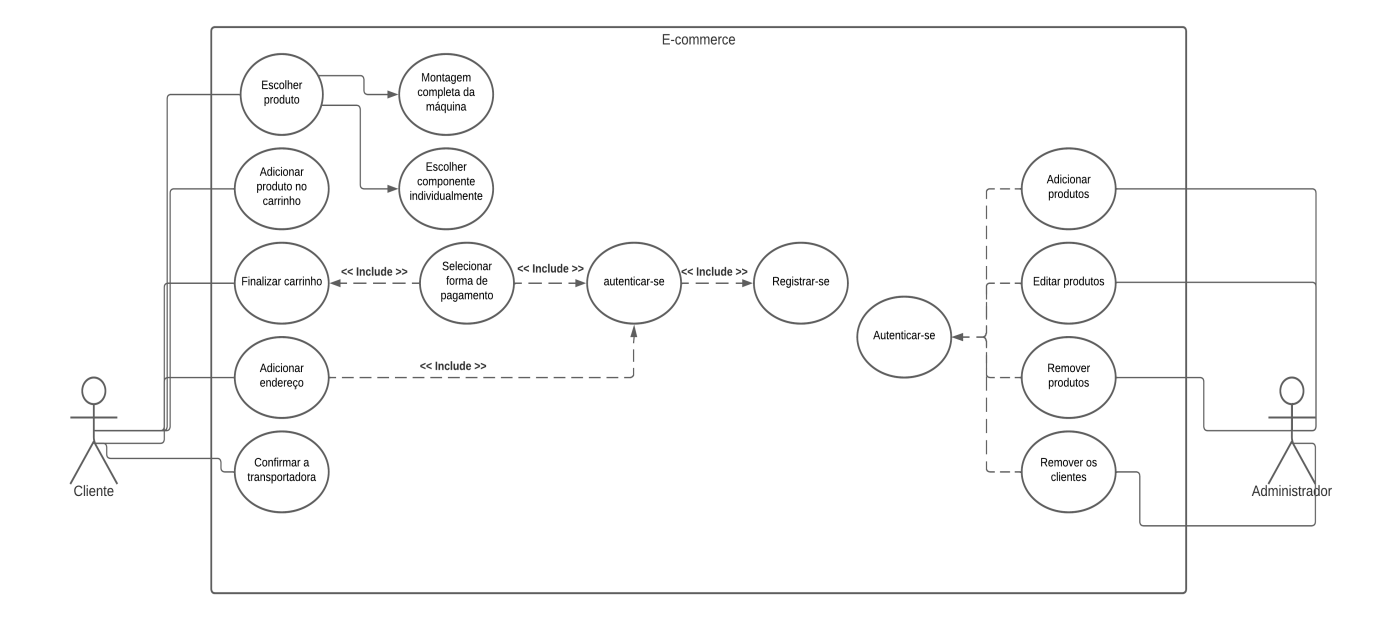 E-commerce
Escolher
produto
Montagem
completa da
máquina
Adicionar
produto no
carrinho
Escolher
componente
individualmente
Adicionar
produtos
Finalizar carrinho
<< Include >>
Selecionar
forma de
pagamento
<< Include >>
autenticar-se
<< Include >>
Registrar-se
Editar produtos
Autenticar-se
Adicionar
endereço
<< Include >>
Remover
produtos
Confirmar a
transportadora
Remover os
clientes
Cliente
Administrador